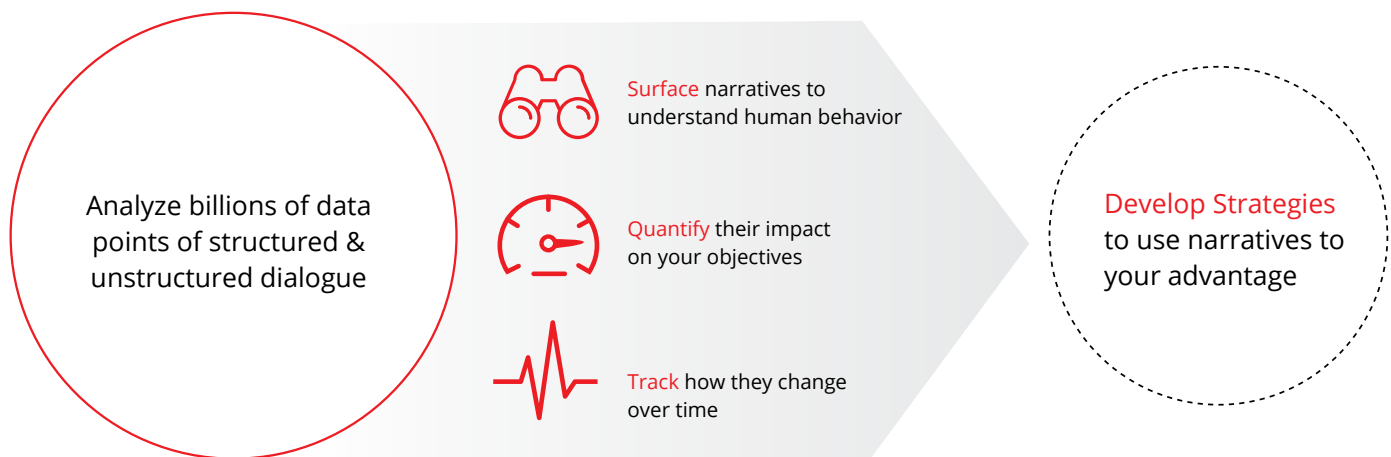 Analyze billions of data
points of structured &
unstructured dialogue
Surface narratives to
understand human behavior
Quantify their impact
on your objectives
Track how they change
over time
Develop Strategies
to use narratives to
your advantage